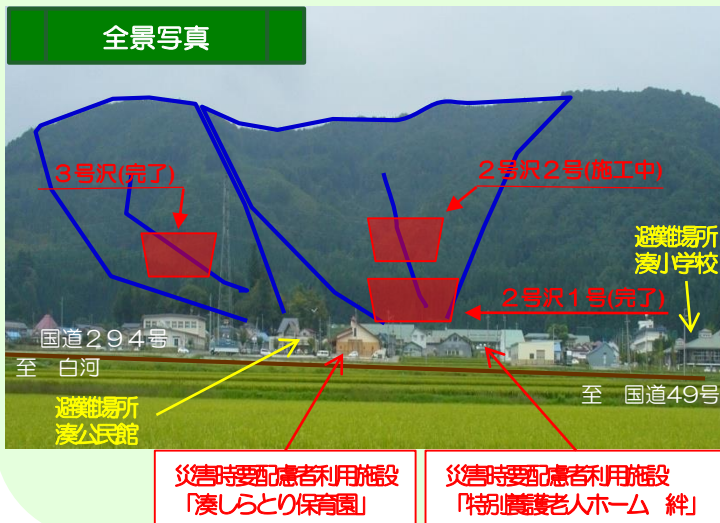 全景写真
3号沢(完了)
2号沢2号(施工中)
避難場所
湊小学校
2号沢1号(完了)
国道294号
至 白河
至 国道49号
避難場所
湊公民館
災害時要配慮者利用施設
「湊しらとり保育園」
災害時要配慮者利用施設
「特別養護老人ホーム 絆」